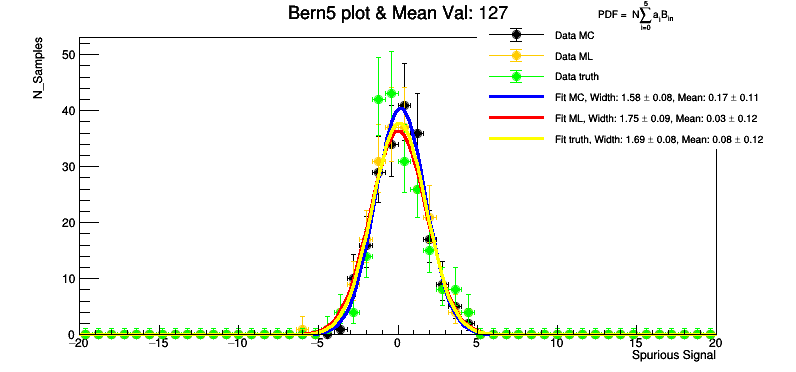 Bern5 plot & Mean Val: 127
PDF = N∑_{i=0}^{5} a_i B_{in}
Data MC
Data ML
Data truth
Fit MC, Width: 1.58 ± 0.08, Mean: 0.17 ± 0.11
Fit ML, Width: 1.75 ± 0.09, Mean: 0.03 ± 0.12
Fit truth, Width: 1.69 ± 0.08, Mean: 0.08 ± 0.12
N_Samples
50
40
30
20
10
0
−20 −15 −10 −5 0 5 10 15 20
Spurious Signal